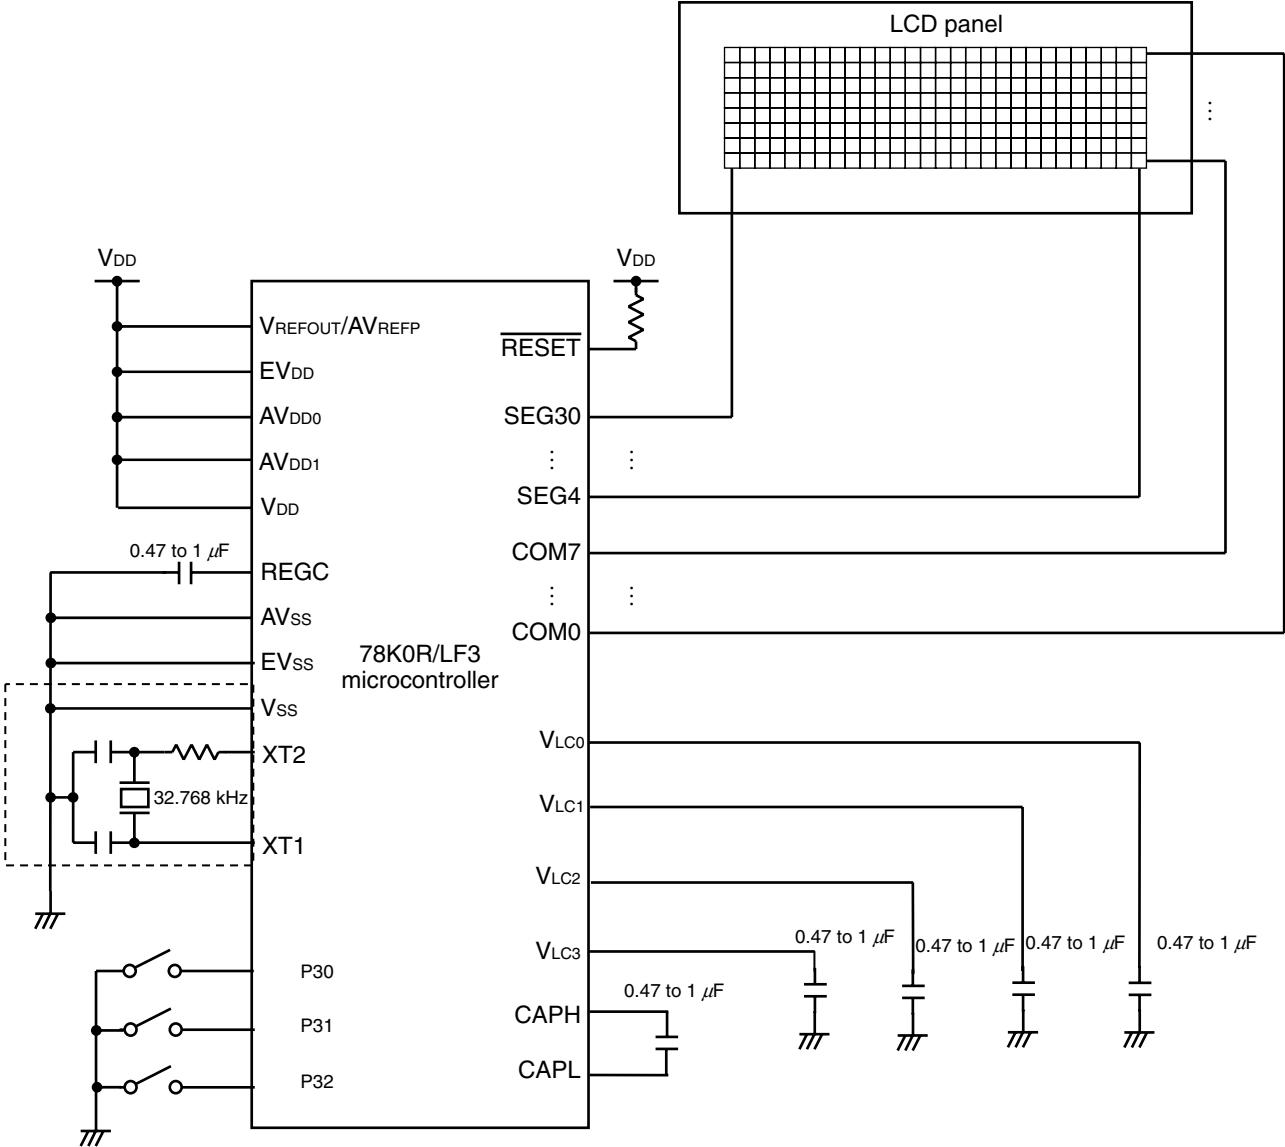 LCD panel
VDD
VDD
VREFOUT/AVREFP
RESET
EVDD
AVDD0
SEG30
AVDD1
⋮
⋮
⋮
VDD
SEG4
0.47 to 1 µF
REGC
COM7
AVSS
⋮
⋮
COM0
EVSS
78K0R/LF3
microcontroller
VSS
XT2
VLC0
32.768 kHz
XT1
VLC1
VLC2
VLC3
0.47 to 1 µF
0.47 to 1 µF
0.47 to 1 µF
0.47 to 1 µF
P30
0.47 to 1 µF
CAPH
P31
CAPL
P32